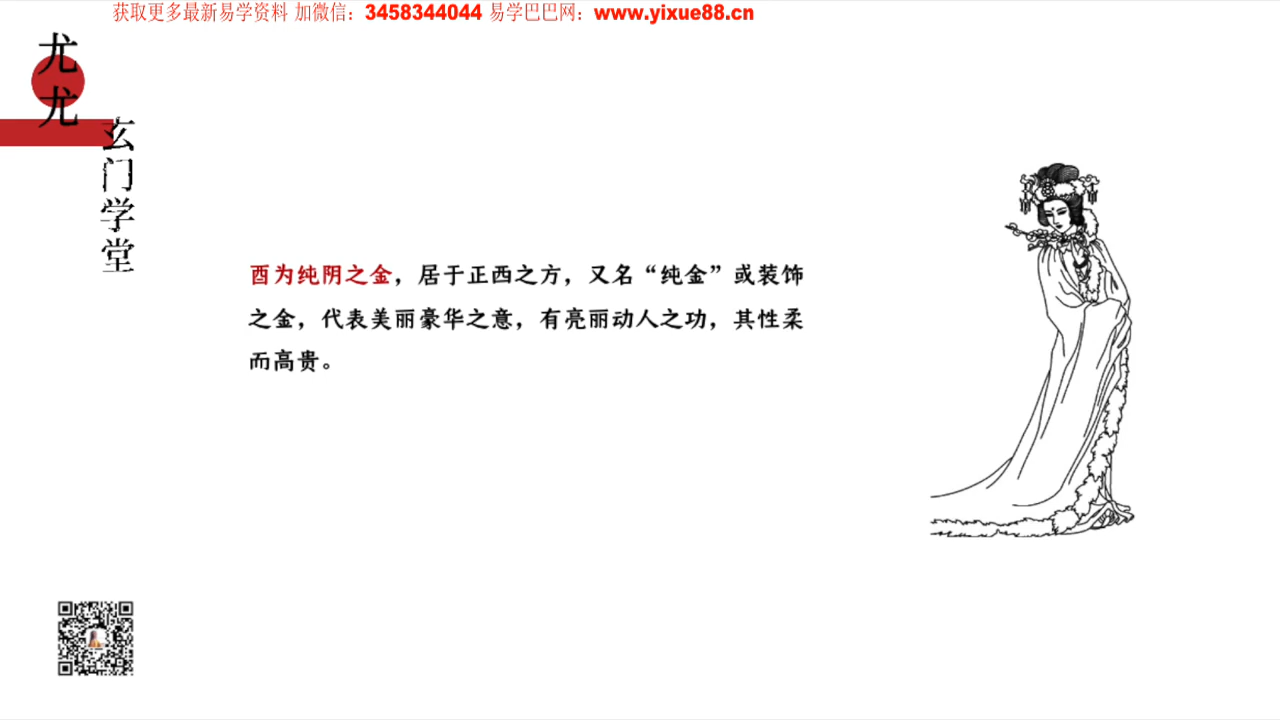 获取更多最新易学资料 加微信：3458344044 易学巴巴网：www.yixue88.cn
尤尤
玄门学堂
酉为纯阴之金，居于正西之方，又名“纯金”或装饰
之金，代表美丽豪华之意，有亮丽动人之功，其性柔
而高贵。